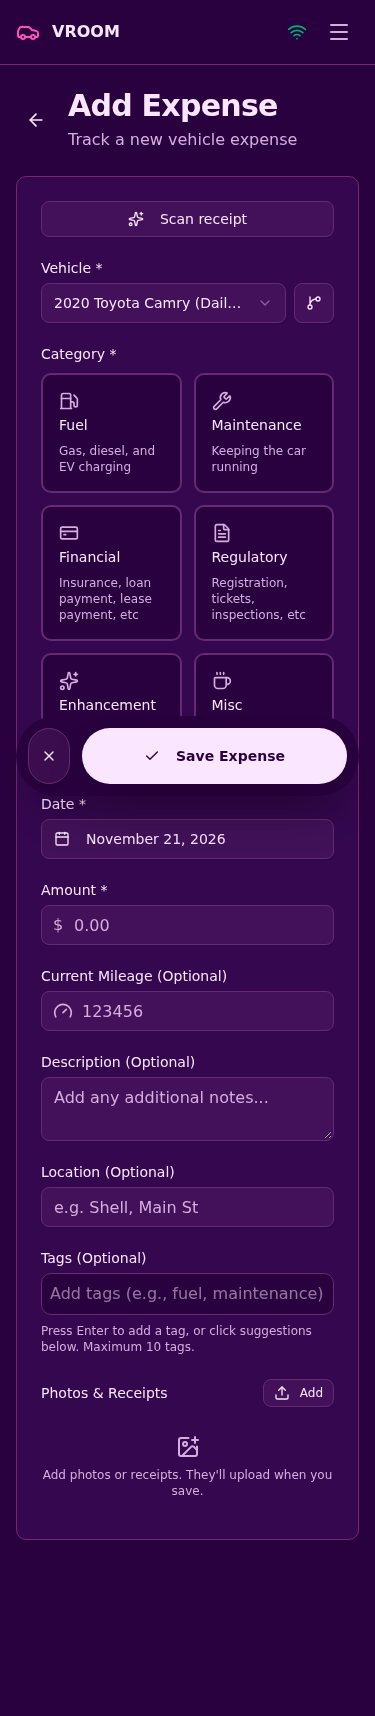 VROOM
Add Expense
Track a new vehicle expense
Scan receipt
Vehicle *
2020 Toyota Camry (Dail...
Category *
Fuel
Gas, diesel, and
EV charging
Maintenance
Keeping the car
running
Financial
Insurance, loan
payment, lease
payment, etc
Regulatory
Registration,
tickets,
inspections, etc
Enhancement
Misc
Save Expense
Date *
November 21, 2026
Amount *
$ 0.00
Current Mileage (Optional)
123456
Description (Optional)
Add any additional notes...
Location (Optional)
e.g. Shell, Main St
Tags (Optional)
Add tags (e.g., fuel, maintenance)
Press Enter to add a tag, or click suggestions
below. Maximum 10 tags.
Photos & Receipts
Add
Add photos or receipts. They'll upload when you
save.